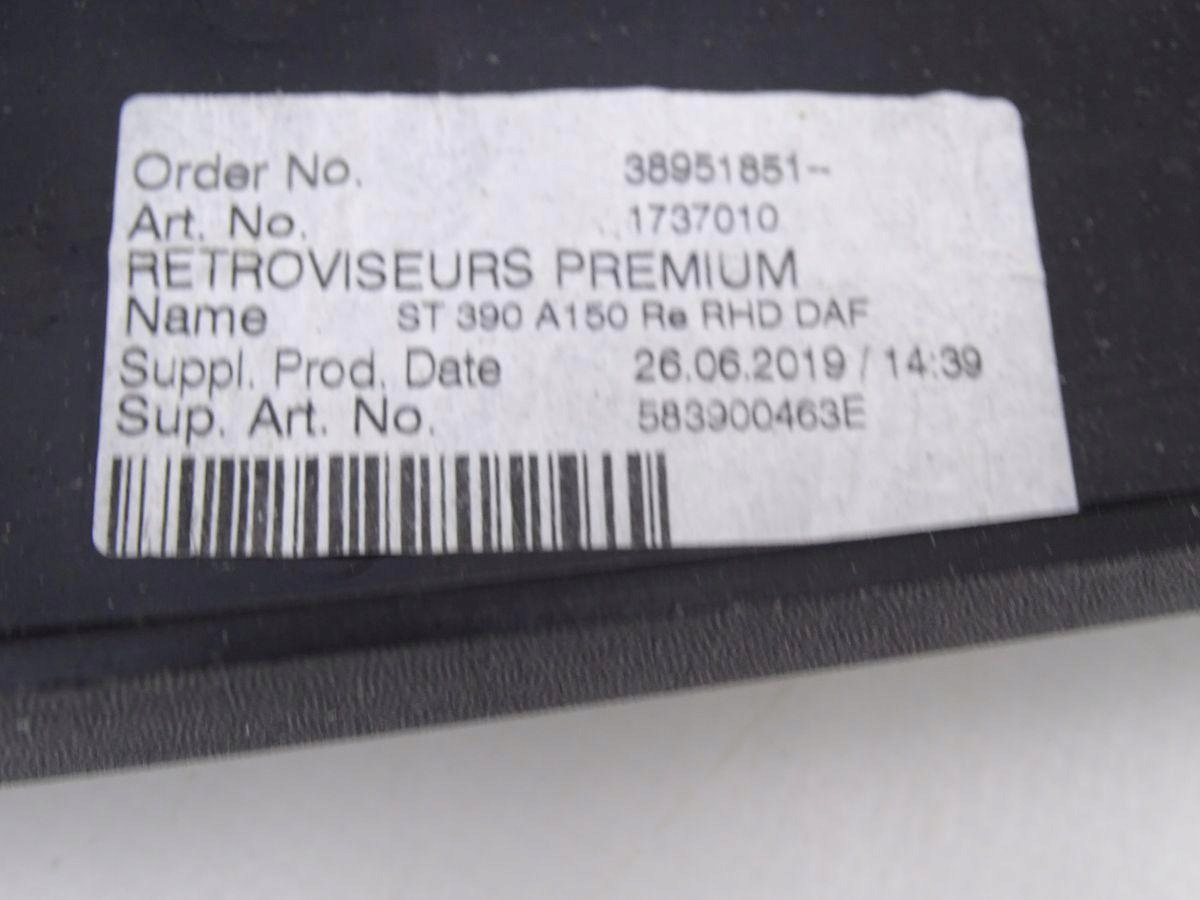 Order No. 38951851--
Art. No. 1737010
RETROVISEURS PREMIUM
Name ST 390 A150 Re RHD DAF
Suppl. Prod. Date 26.06.2019 / 14:39
Sup. Art. No. 583900463E